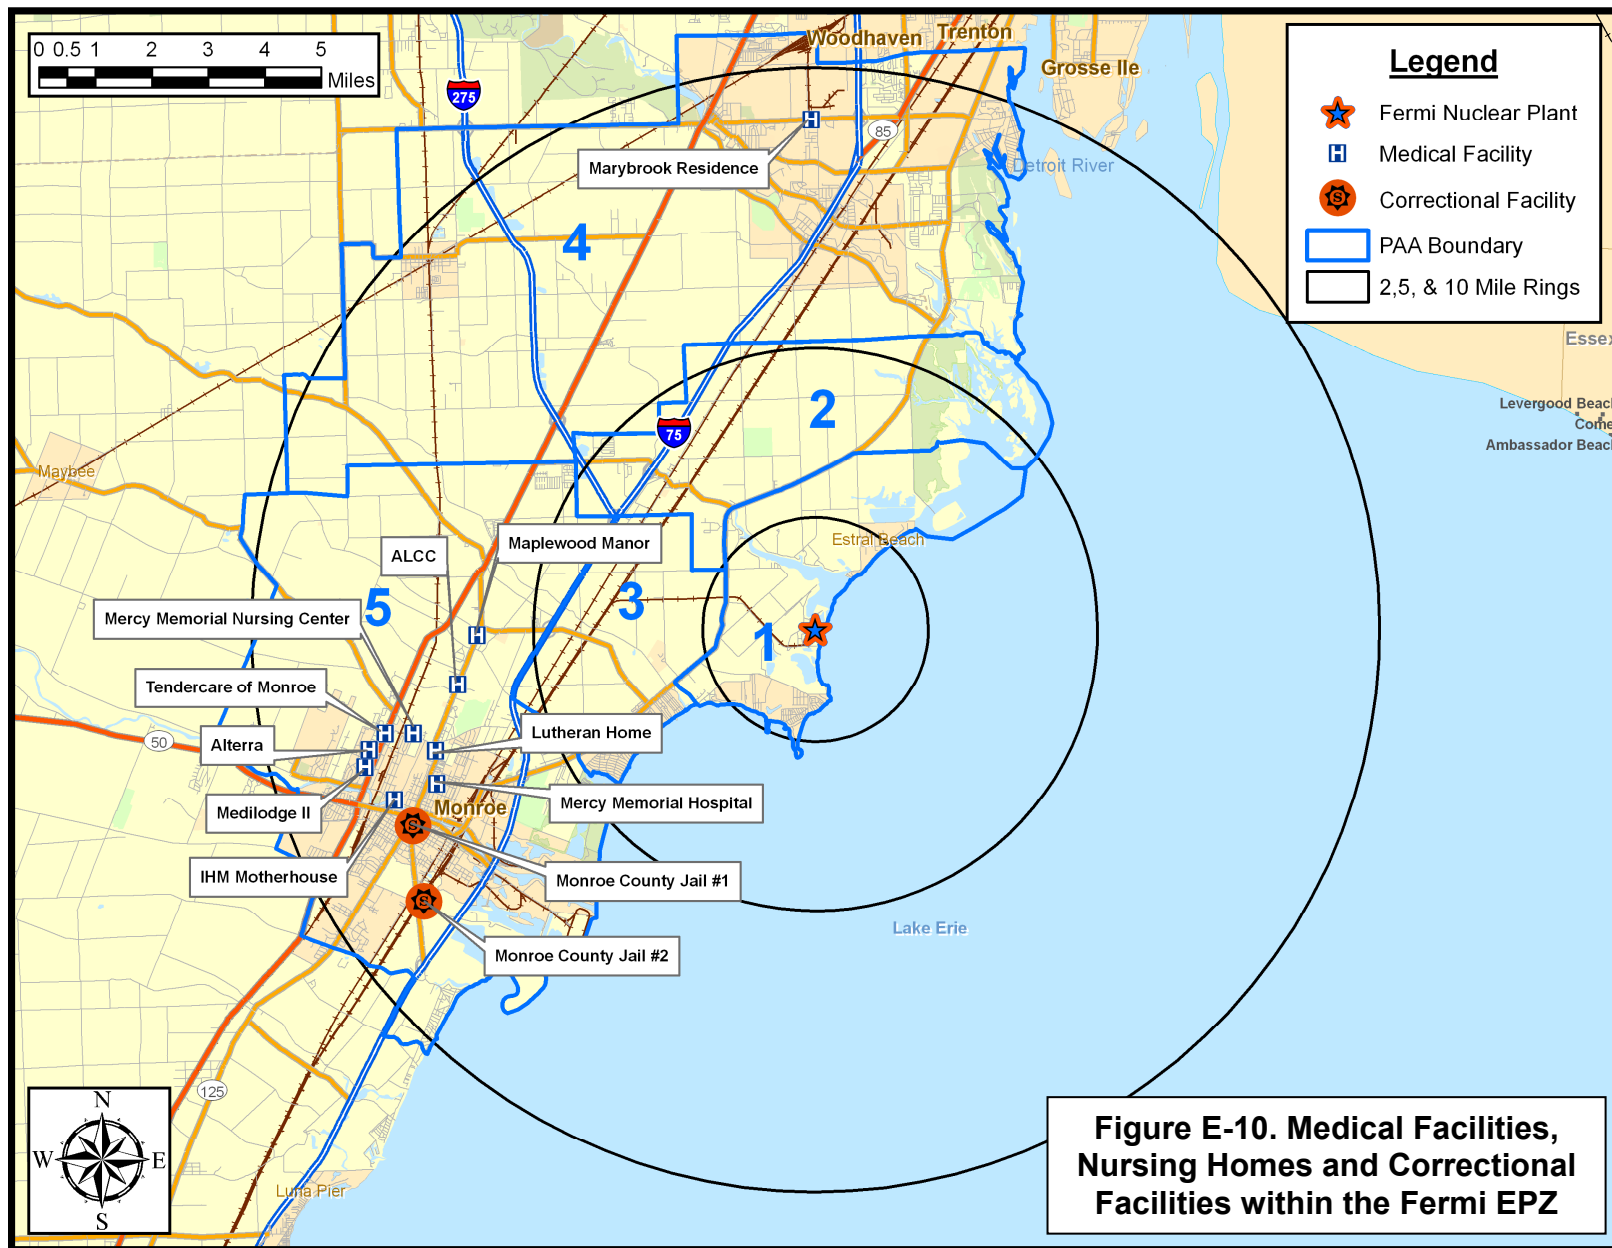 0 0.5 1 2 3 4 5
Miles
275
Woodhaven
Trenton
Grosse Ile
85
Marybrook Residence
Detroit River
Legend
Fermi Nuclear Plant
H Medical Facility
S Correctional Facility
PAA Boundary
2,5, & 10 Mile Rings
4
Essex
2
75
Levergood Beach
Come
Ambassador Beach
Maybee
Estral Beach
Maplewood Manor
ALCC
3
5
1
Mercy Memorial Nursing Center
Tendercare of Monroe
50
Alterra
Lutheran Home
Medilodge II
Mercy Memorial Hospital
Monroe
IHM Motherhouse
Monroe County Jail #1
Lake Erie
Monroe County Jail #2
125
N
W E
S
Luna Pier
Figure E-10. Medical Facilities,
Nursing Homes and Correctional
Facilities within the Fermi EPZ